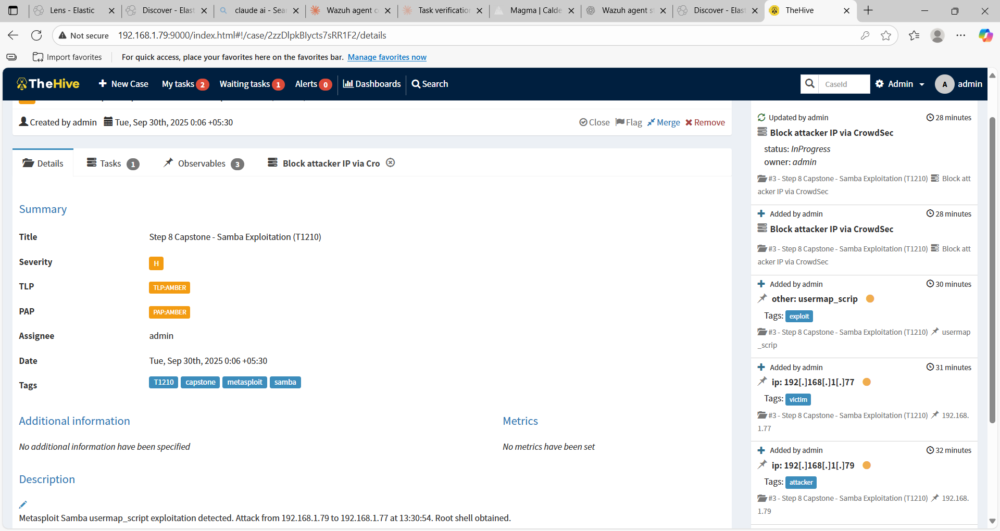 Lens - Elastic
Discover - Elast
claude ai - Sear
Wazuh agent co
Task verification
Magma | Calde
Wazuh agent st
Discover - Elast
TheHive
Not secure
192.168.1.79:9000/index.html#!/case/2zzDlpkBIycts7sRR1F2/details
Import favorites
For quick access, place your favorites here on the favorites bar. Manage favorites now
TheHive
New Case
My tasks 2
Waiting tasks 1
Alerts 0
Dashboards
Search
CaseId
Admin
A
admin
Created by admin Tue, Sep 30th, 2025 0:06 +05:30
Close Flag Merge Remove
Details
Tasks 1
Observables 3
Block attacker IP via Cro
Summary
Title Step 8 Capstone - Samba Exploitation (T1210)
Severity H
TLP TLP:AMBER
PAP PAP:AMBER
Assignee admin
Date Tue, Sep 30th, 2025 0:06 +05:30
Tags T1210 capstone metasploit samba
Additional information
No additional information have been specified
Metrics
No metrics have been set
Description
Metasploit Samba usermap_script exploitation detected. Attack from 192.168.1.79 to 192.168.1.77 at 13:30:54. Root shell obtained.
Updated by admin 28 minutes
Block attacker IP via CrowdSec
status: InProgress
owner: admin
#3 - Step 8 Capstone - Samba Exploitation (T1210) Block att
acker IP via CrowdSec
Added by admin 28 minutes
Block attacker IP via CrowdSec
#3 - Step 8 Capstone - Samba Exploitation (T1210) Block att
acker IP via CrowdSec
Added by admin 30 minutes
other: usermap_scrip
Tags: exploit
#3 - Step 8 Capstone - Samba Exploitation (T1210) usermap
_scrip
Added by admin 31 minutes
ip: 192[.]168[.]1[.]77
Tags: victim
#3 - Step 8 Capstone - Samba Exploitation (T1210) 192.168.
1.77
Added by admin 32 minutes
ip: 192[.]168[.]1[.]79
Tags: attacker
#3 - Step 8 Capstone - Samba Exploitation (T1210) 192.168.
1.79